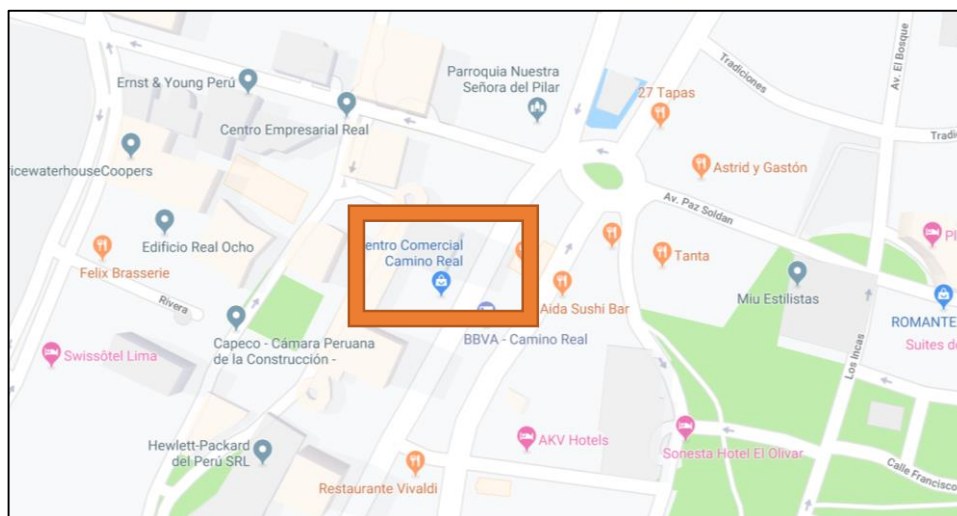 Ernst & Young Perú
Parroquia Nuestra
Señora del Pilar
27 Tapas
Tradiciones
Av. El Bosque
Centro Empresarial Real
Tradi
ricewaterhouseCoopers
Astrid y Gastón
Av. Paz Soldan
Edificio Real Ocho
entro Comercial
Camino Real
Felix Brasserie
Tanta
Pl
Rivera
Miu Estilistas
Aida Sushi Bar
ROMANTE
Suites de
Capeco - Cámara Peruana
de la Construcción -
BBVA - Camino Real
Swissôtel Lima
Los Incas
Hewlett-Packard
del Perú SRL
AKV Hotels
Sonesta Hotel El Olivar
Calle Francisco
Restaurante Vivaldi